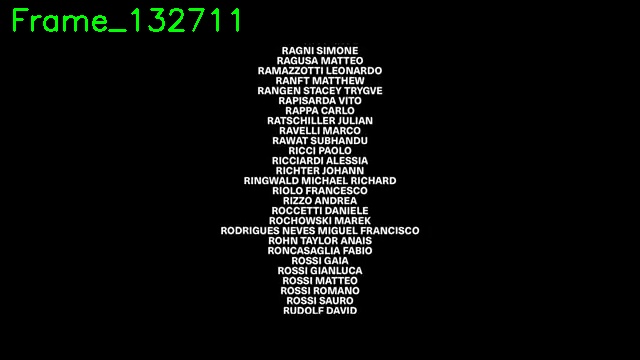 Frame_132711
RAGNI SIMONE
RAGUSA MATTEO
RAMAZZOTTI LEONARDO
RANFT MATTHEW
RANGEN STACEY TRYGVE
RAPISARDA VITO
RAPPA CARLO
RATSCHILLER JULIAN
RAVELLI MARCO
RAWAT SUBHANDU
RICCI PAOLO
RICCIARDI ALESSIA
RICHTER JOHANN
RINGWALD MICHAEL RICHARD
RIOLO FRANCESCO
RIZZO ANDREA
ROCCETTI DANIELE
ROCHOWSKI MAREK
RODRIGUES NEVES MIGUEL FRANCISCO
ROHN TAYLOR ANAIS
RONCASAGLIA FABIO
ROSSI GAIA
ROSSI GIANLUCA
ROSSI MATTEO
ROSSI ROMANO
ROSSI SAURO
RUDOLF DAVID